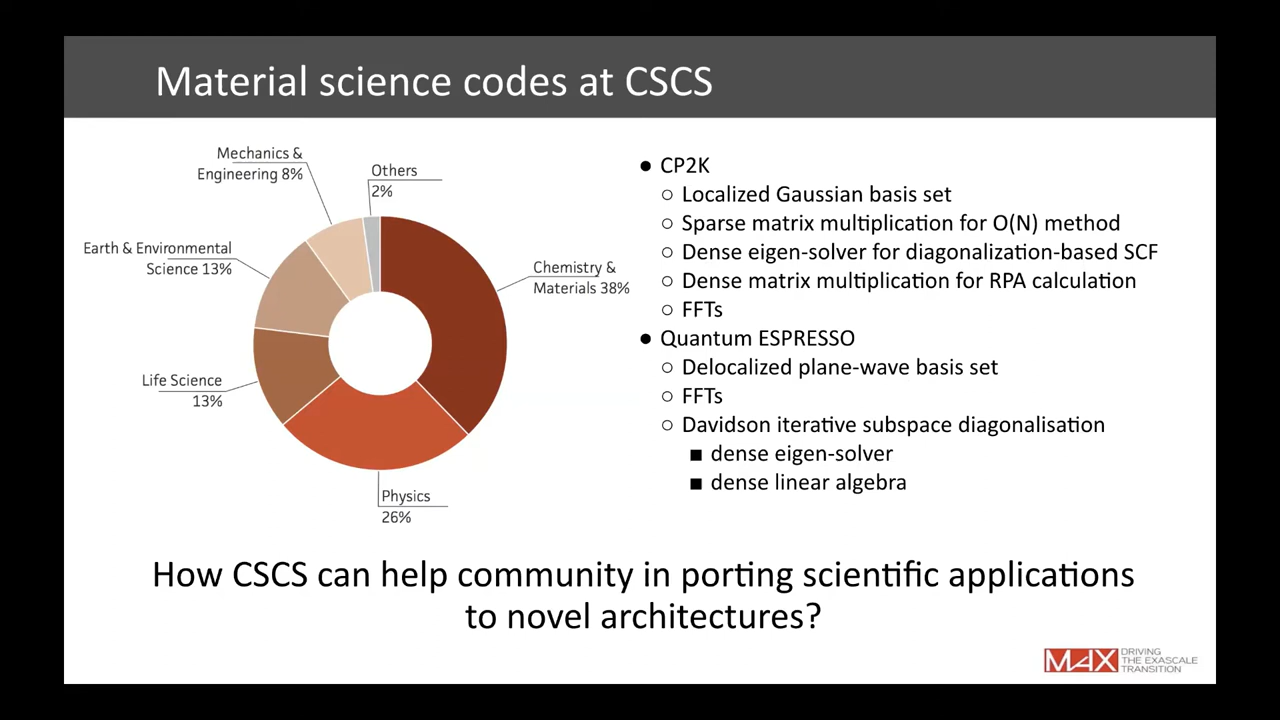 Material science codes at CSCS
Mechanics &
Engineering 8%
Others
2%
Earth & Environmental
Science 13%
Chemistry &
Materials 38%
Life Science
13%
Physics
26%
● CP2K
○ Localized Gaussian basis set
○ Sparse matrix multiplication for O(N) method
○ Dense eigen-solver for diagonalization-based SCF
○ Dense matrix multiplication for RPA calculation
○ FFTs
● Quantum ESPRESSO
○ Delocalized plane-wave basis set
○ FFTs
○ Davidson iterative subspace diagonalisation
■ dense eigen-solver
■ dense linear algebra
How CSCS can help community in porting scientific applications
to novel architectures?
MAX
DRIVING
THE EXASCALE
TRANSITION